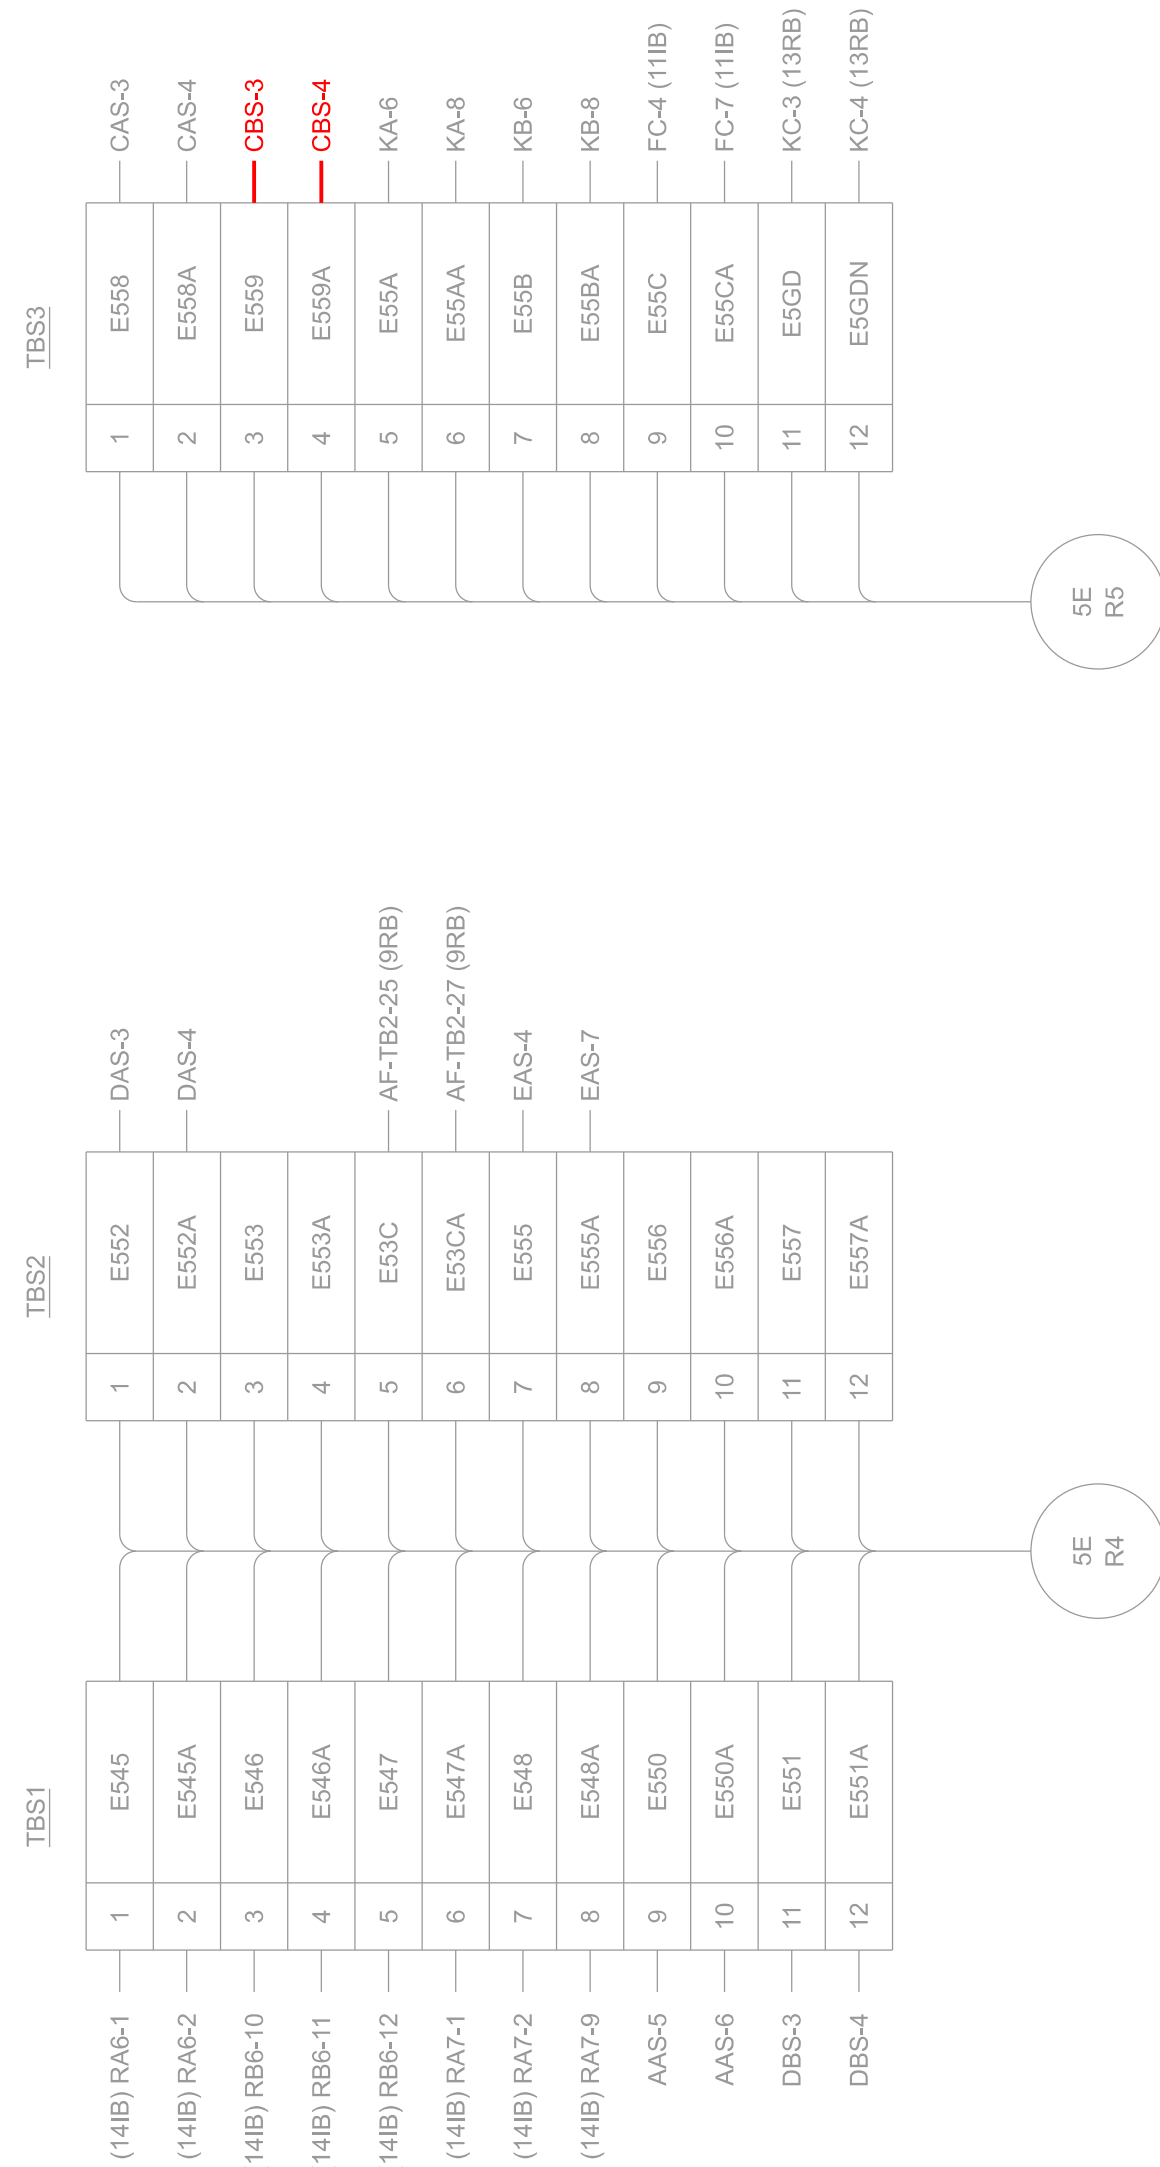 TBS3
1 E558 CAS-3
2 E558A CAS-4
3 E559 CBS-3
4 E559A CBS-4
5 E55A KA-6
6 E55AA KA-8
7 E55B KB-6
8 E55BA KB-8
9 E55C FC-4 (11IB)
10 E55CA FC-7 (11IB)
11 E5GD KC-3 (13RB)
12 E5GDN KC-4 (13RB)
5E
R5
TBS2
1 E552 DAS-3
2 E552A DAS-4
3 E553
4 E553A
5 E53C AF-TB2-25 (9RB)
6 E53CA AF-TB2-27 (9RB)
7 E555 EAS-4
8 E555A EAS-7
9 E556
10 E556A
11 E557
12 E557A
5E
R4
TBS1
(14IB) RA6-1 1 E545
(14IB) RA6-2 2 E545A
14IB) RB6-10 3 E546
14IB) RB6-11 4 E546A
14IB) RB6-12 5 E547
(14IB) RA7-1 6 E547A
(14IB) RA7-2 7 E548
(14IB) RA7-9 8 E548A
AAS-5 9 E550
AAS-6 10 E550A
DBS-3 11 E551
DBS-4 12 E551A